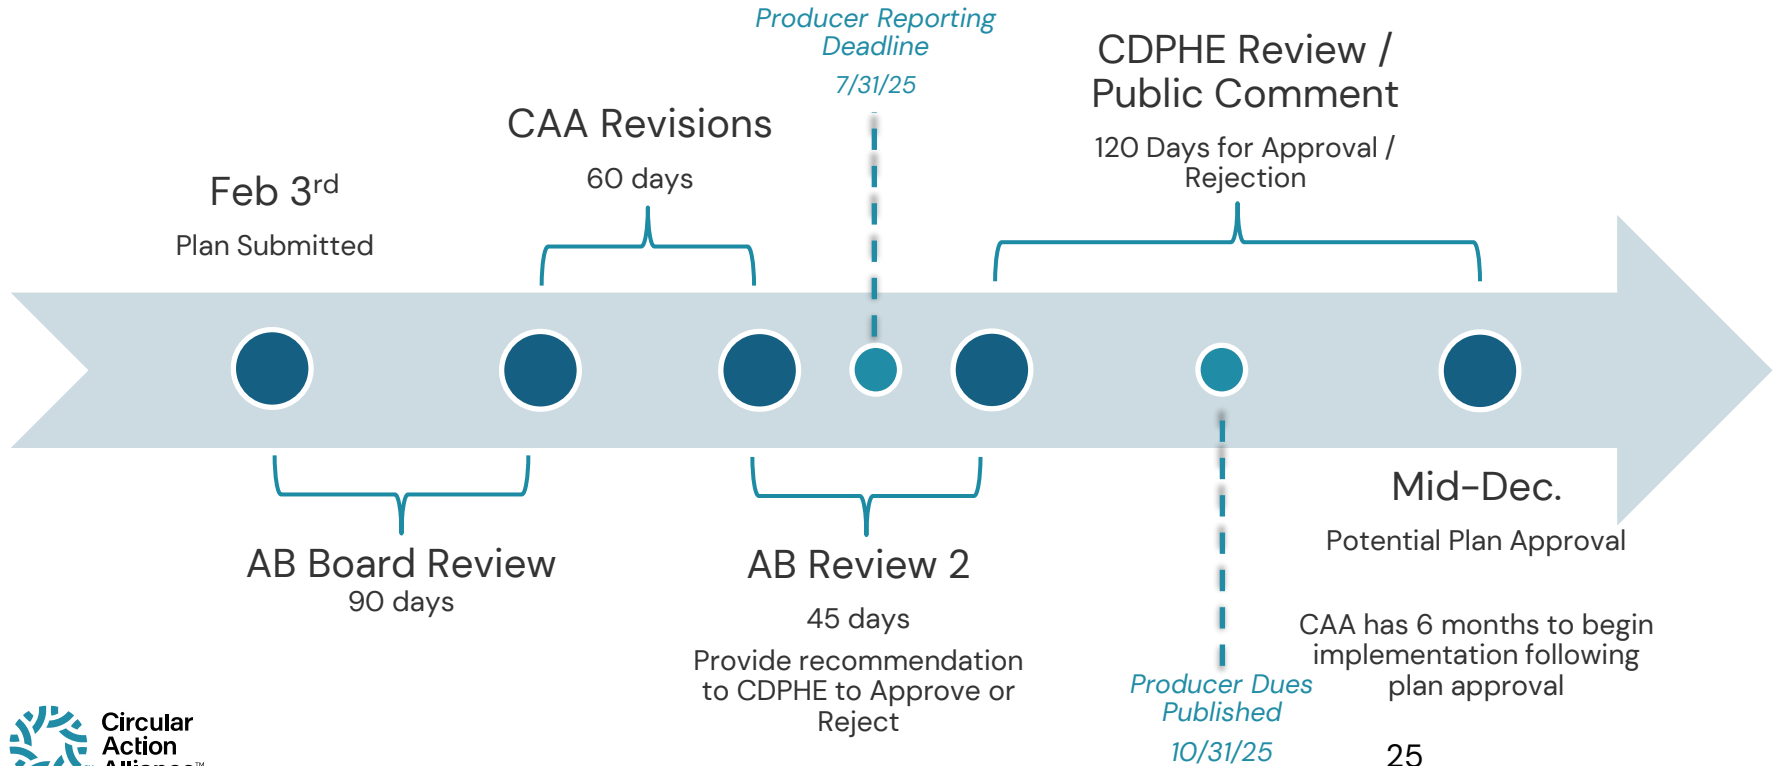 Producer Reporting
Deadline
7/31/25
CDPHE Review /
Public Comment
120 Days for Approval /
Rejection
CAA Revisions
60 days
Feb 3rd
Plan Submitted
AB Board Review
90 days
AB Review 2
45 days
Provide recommendation
to CDPHE to Approve or
Reject
Mid-Dec.
Potential Plan Approval
CAA has 6 months to begin
implementation following
plan approval
Producer Dues
Published
10/31/25
Circular
Action
Alliance™
25